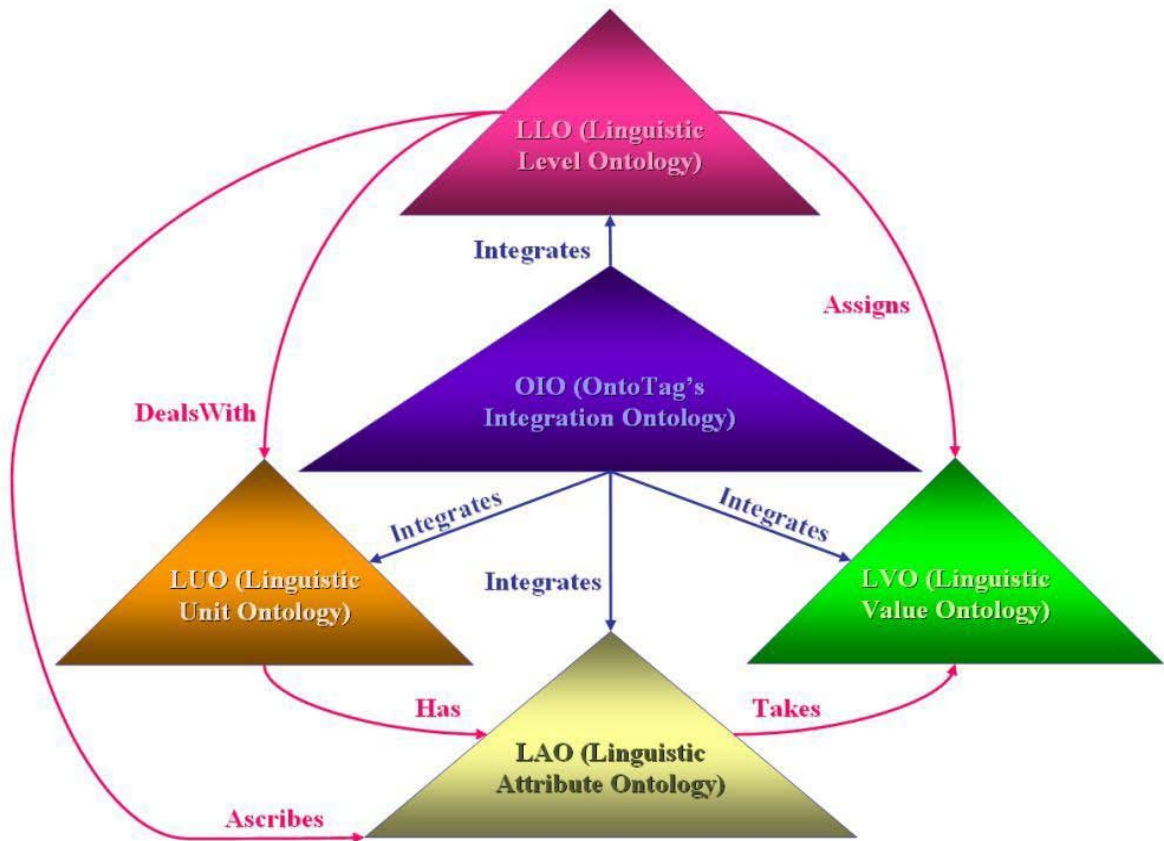 LLO (Linguistic
Level Ontology)
Integrates
Assigns
OIO (OntoTag's
Integration Ontology)
DealsWith
Integrates
Integrates
Integrates
LUO (Linguistic
Unit Ontology)
LVO (Linguistic
Value Ontology)
Has
Takes
LAO (Linguistic
Attribute Ontology)
Ascribes